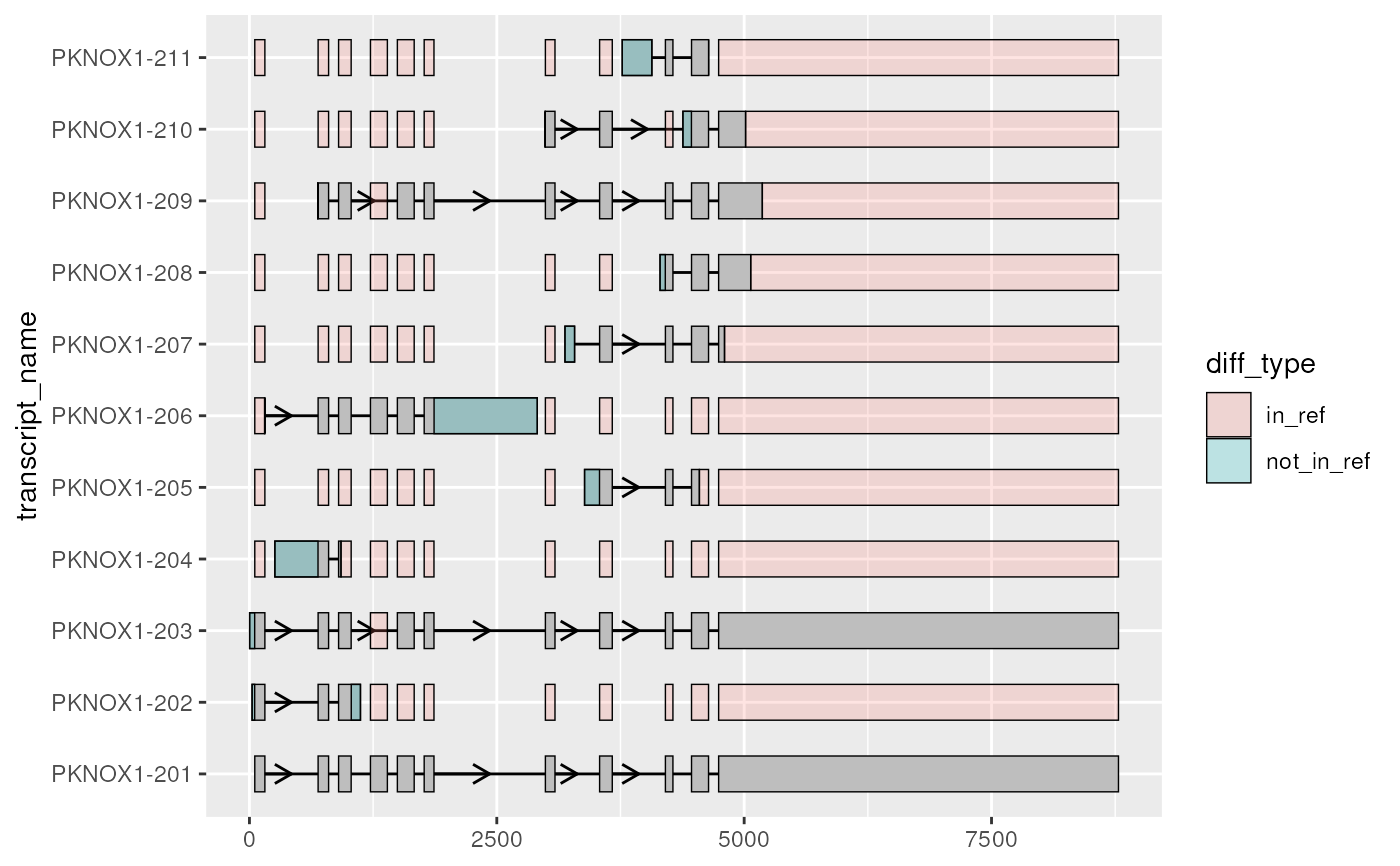 transcript_name
PKNOX1-211
PKNOX1-210
PKNOX1-209
PKNOX1-208
PKNOX1-207
PKNOX1-206
PKNOX1-205
PKNOX1-204
PKNOX1-203
PKNOX1-202
PKNOX1-201
0 2500 5000 7500
diff_type
in_ref
not_in_ref